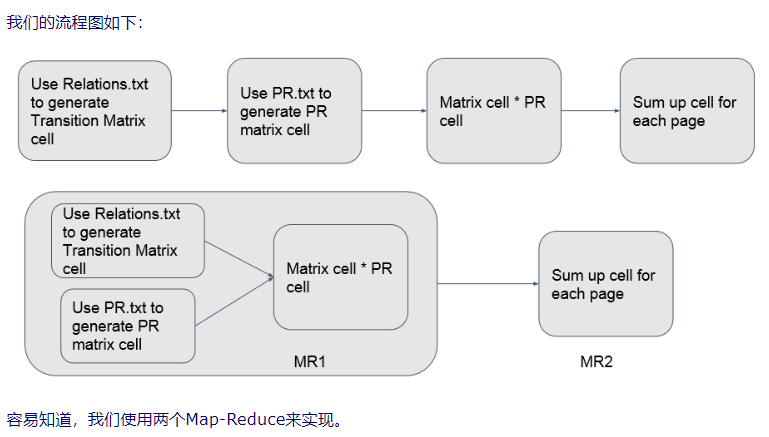 我们的流程图如下：
Use Relations.txt
to generate
Transition Matrix
cell
Use PR.txt to
generate PR
matrix cell
Matrix cell * PR
cell
Sum up cell for
each page
Use Relations.txt
to generate
Transition Matrix
cell
Use PR.txt to
generate PR
matrix cell
Matrix cell * PR
cell
MR1
Sum up cell for
each page
MR2
容易知道，我们使用两个Map-Reduce来实现。